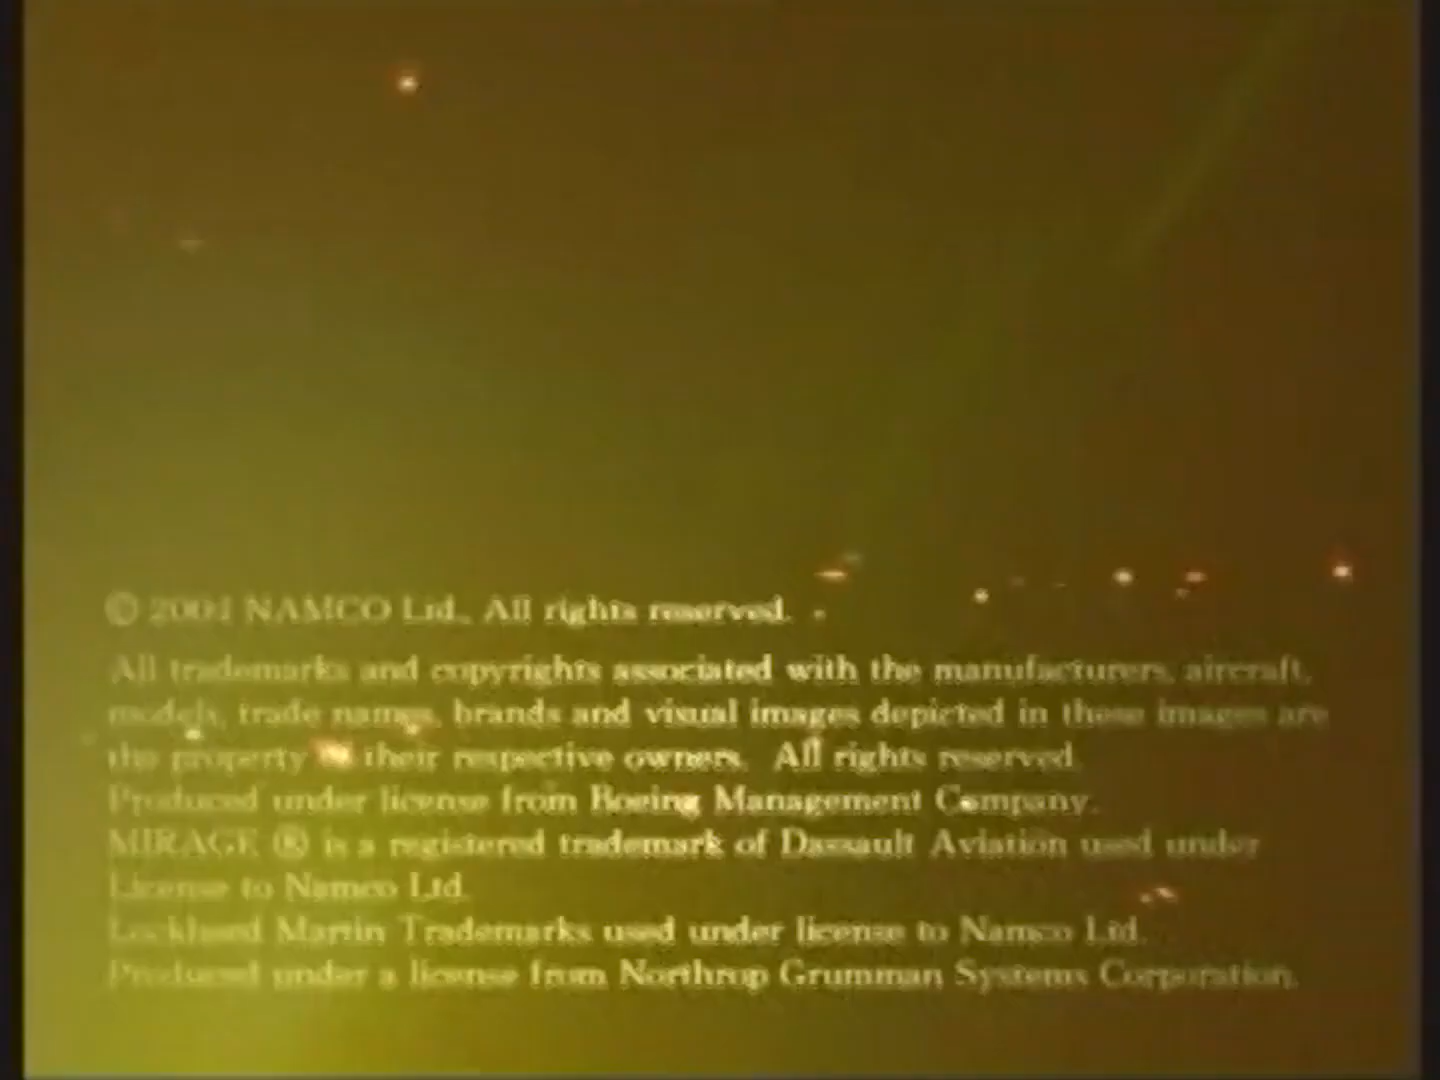 © 2004 NAMCO Ltd., All rights reserved.
All trademarks and copyrights associated with the manufacturers, aircraft,
models, trade names, brands and visual images depicted in these images are
the property their respective owners. All rights reserved.
Produced under license from Boeing Management Company.
MIRAGE ® is a registered trademark of Dassault Aviation used under
License to Namco Ltd.
Lockheed Martin Trademarks used under license to Namco Ltd.
Produced under a license from Northrop Grumman Systems Corporation.